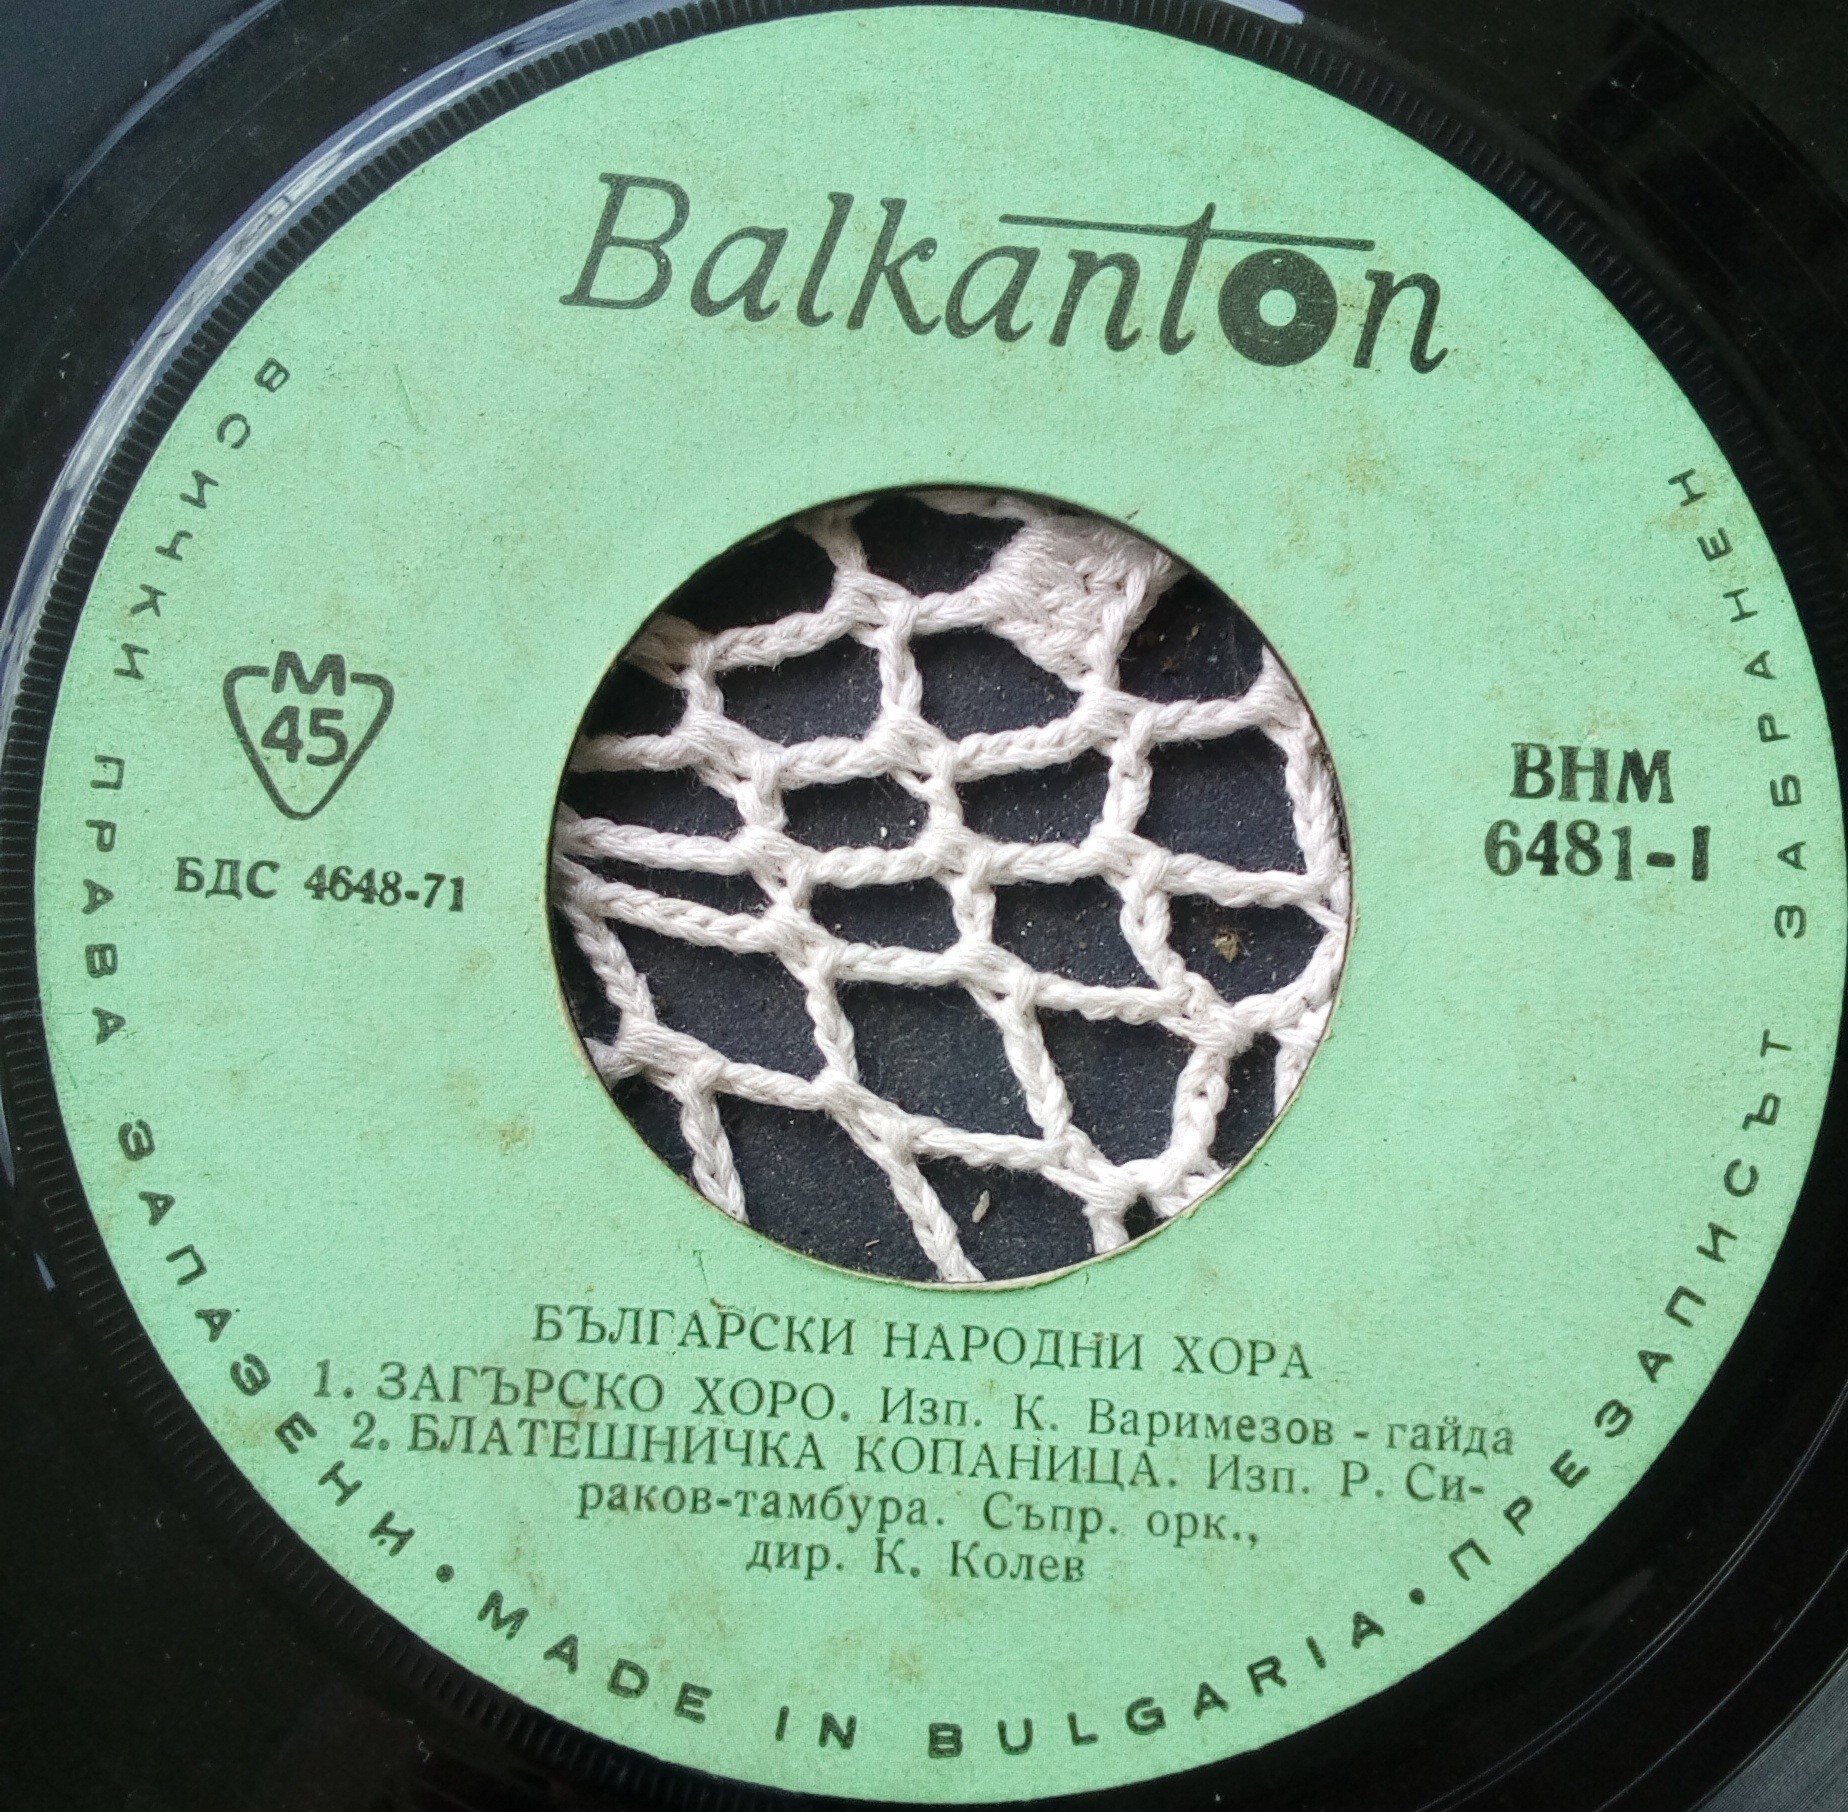 Balkanton
М
45
БДС 4648-71
ВНМ
6481-I
БЪЛГАРСКИ НАРОДНИ ХОРА
1. ЗАГЪРСКО ХОРО. Изп. К. Варимезов - гайда
2. БЛАТЕШНИЧКА КОПАНИЦА. Изп. Р. Си-
раков-тамбура. Съпр. орк.,
дир. К. Колев
ВСИЧКИ ПРАВА ЗАПАЗЕНИ • MADE IN BULGARIA • ПРЕЗАПИСЪТ ЗАБРАНЕН